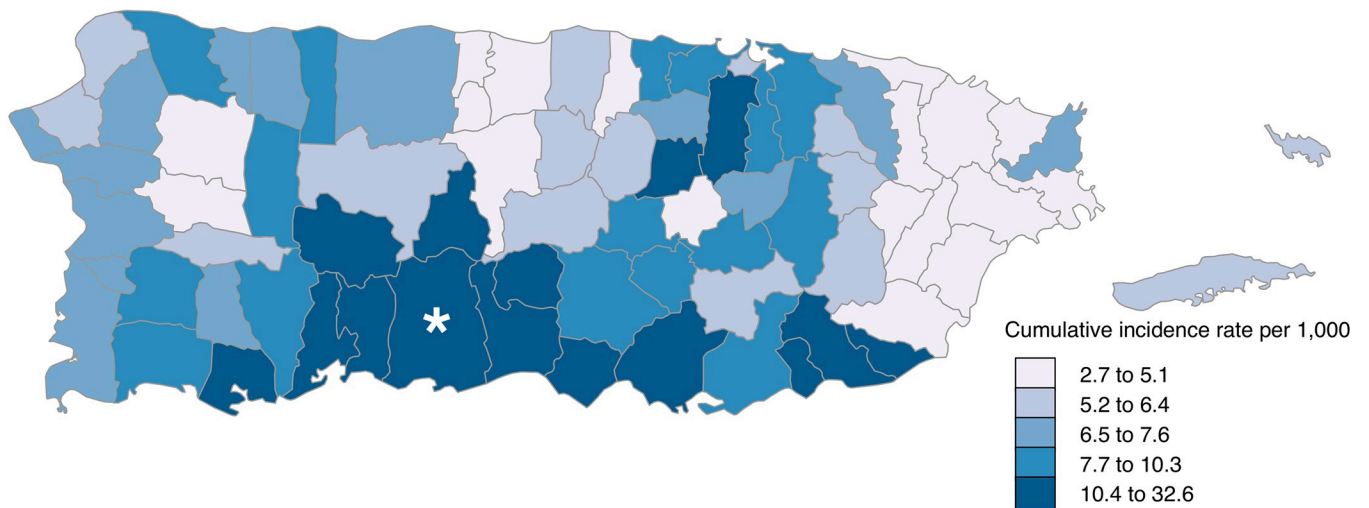 *
Cumulative incidence rate per 1,000
2.7 to 5.1
5.2 to 6.4
6.5 to 7.6
7.7 to 10.3
10.4 to 32.6